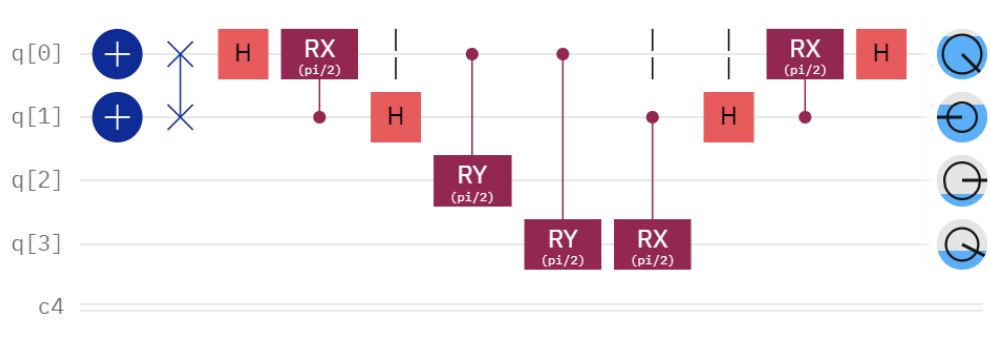 q[0] H RX (pi/2) RX (pi/2) H
q[1] H H
q[2] RY (pi/2)
q[3] RY (pi/2) RX (pi/2)
c4